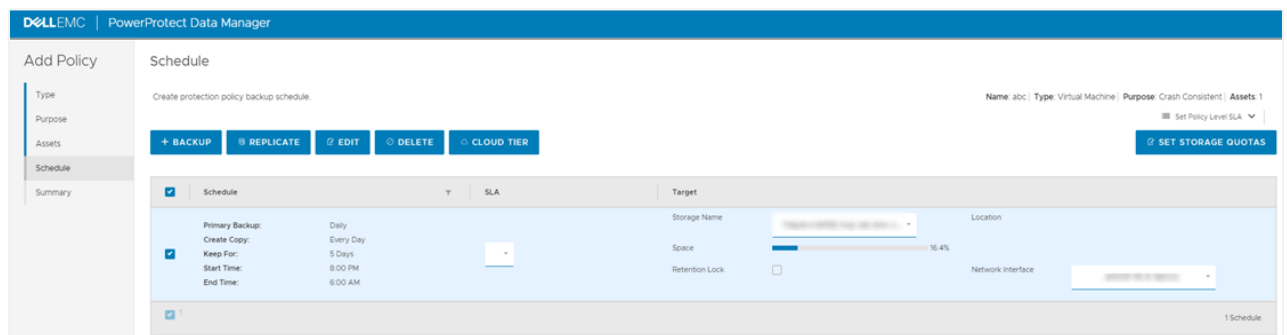 DELLEMC | PowerProtect Data Manager
Add Policy
Type
Purpose
Assets
Schedule
Summary
Schedule
Create protection policy backup schedule.
Name: abc | Type: Virtual Machine | Purpose: Crash Consistent | Assets: 1
Set Policy Level SLA
+ BACKUP REPLICATE EDIT DELETE CLOUD TIER SET STORAGE QUOTAS
Schedule SLA Target
Primary Backup: Daily
Create Copy: Every Day
Keep For: 5 Days
Start Time: 8:00 PM
End Time: 6:00 AM
Storage Name Location
Space 16.4%
Retention Lock Network Interface
1 1 Schedule